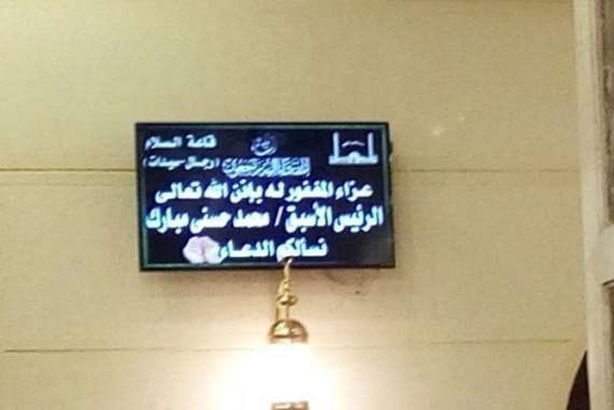 قاعة السلام
(رجال - سيدات)
عزاء المغفور له بإذن الله تعالى
الرئيس الأسبق / محمد حسنى مبارك
نسألكم الدعاء